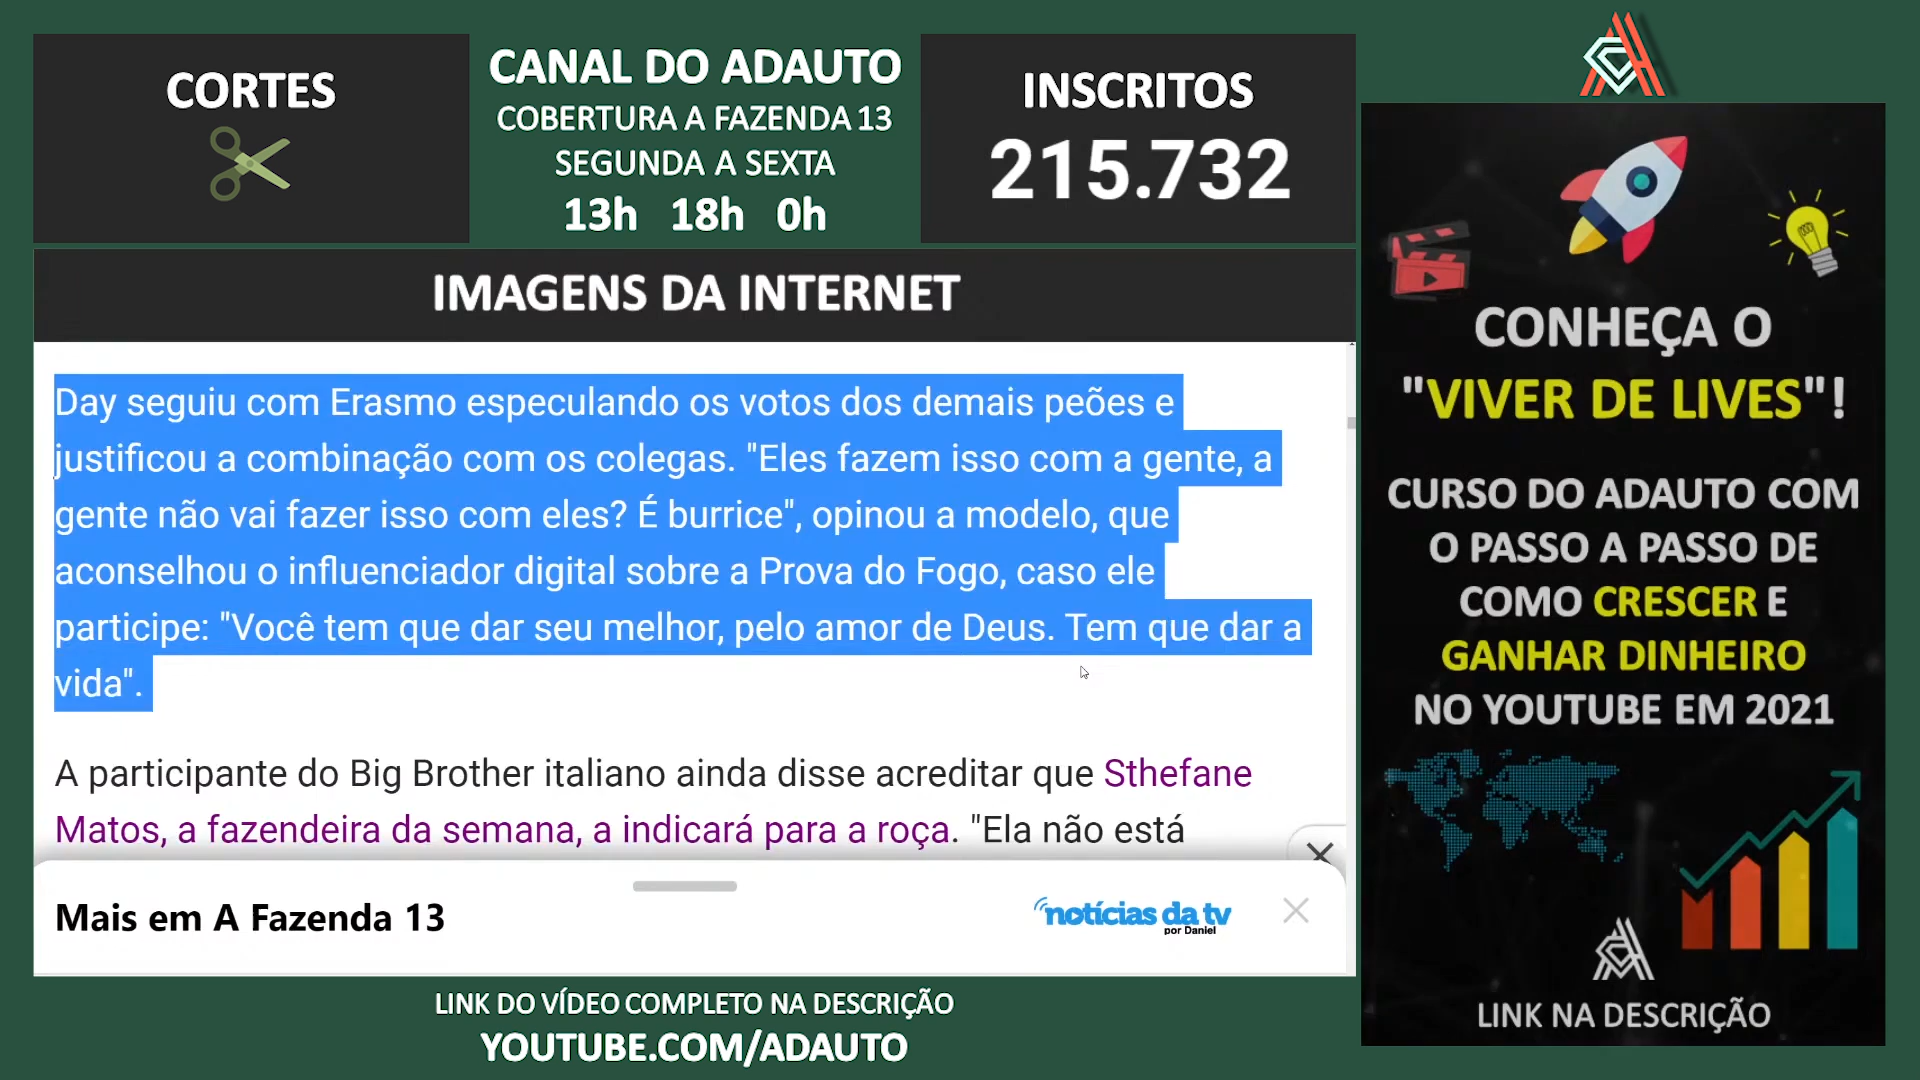 CORTES
CANAL DO ADAUTO
COBERTURA A FAZENDA 13
SEGUNDA A SEXTA
13h 18h 0h
INSCRITOS
215.732
IMAGENS DA INTERNET
Day seguiu com Erasmo especulando os votos dos demais peões e
justificou a combinação com os colegas. "Eles fazem isso com a gente, a
gente não vai fazer isso com eles? É burrice", opinou a modelo, que
aconselhou o influenciador digital sobre a Prova do Fogo, caso ele
participe: "Você tem que dar seu melhor, pelo amor de Deus. Tem que dar a
vida".
A participante do Big Brother italiano ainda disse acreditar que Sthefane
Matos, a fazendeira da semana, a indicará para a roça. "Ela não está
Mais em A Fazenda 13
notícias da tv
por Daniel
LINK DO VÍDEO COMPLETO NA DESCRIÇÃO
YOUTUBE.COM/ADAUTO
CONHEÇA O
"VIVER DE LIVES"!
CURSO DO ADAUTO COM
O PASSO A PASSO DE
COMO CRESCER E
GANHAR DINHEIRO
NO YOUTUBE EM 2021
LINK NA DESCRIÇÃO